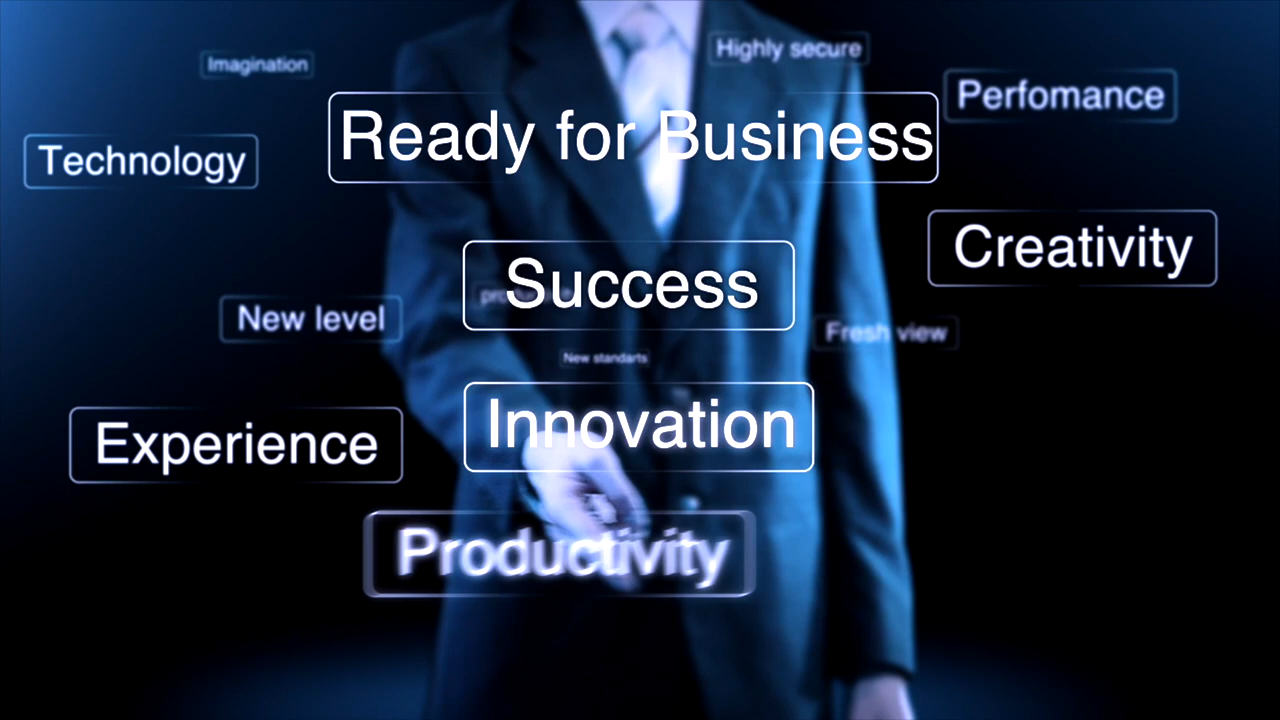 Imagination
Highly secure
Perfomance
Ready for Business
Technology
Creativity
Success
New level
Fresh view
New standarts
Innovation
Experience
Productivity